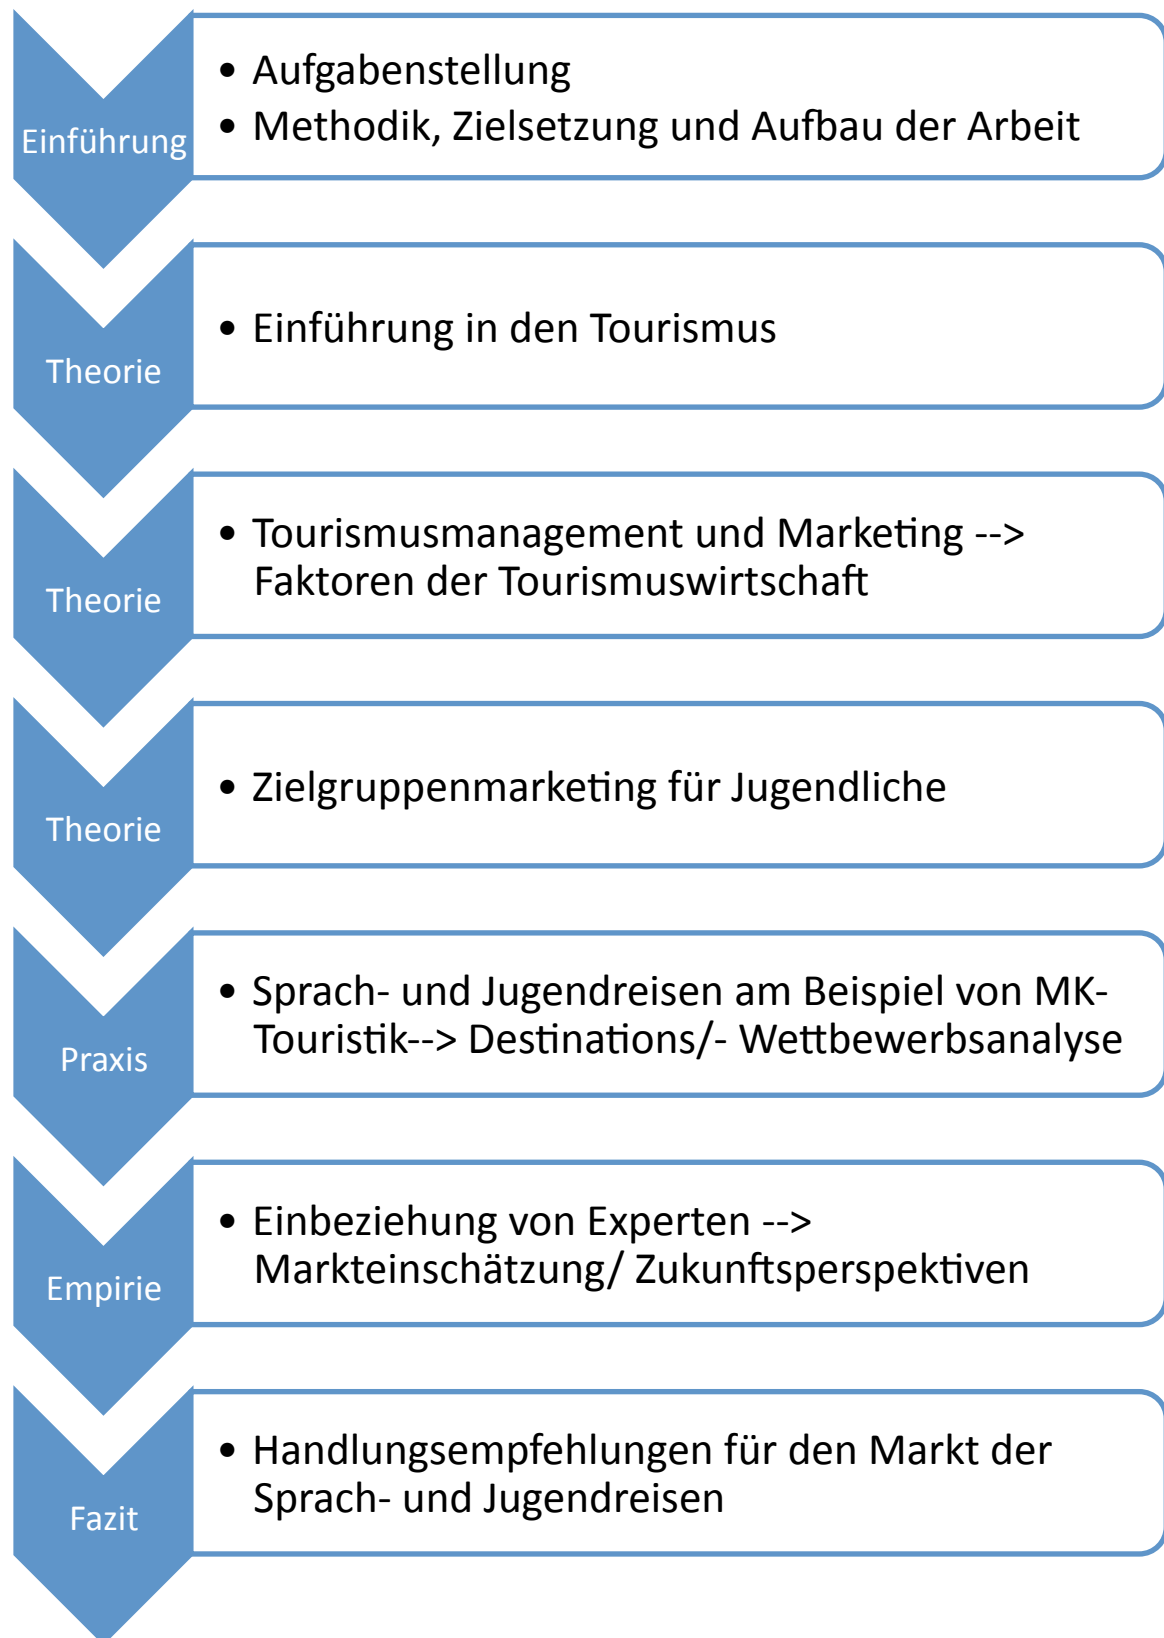 Einführung
• Aufgabenstellung
• Methodik, Zielsetzung und Aufbau der Arbeit
Theorie
• Einführung in den Tourismus
Theorie
• Tourismusmanagement und Marketing -->
Faktoren der Tourismuswirtschaft
Theorie
• Zielgruppenmarketing für Jugendliche
Praxis
• Sprach- und Jugendreisen am Beispiel von MK-
Touristik--> Destinations/- Wettbewerbsanalyse
Empirie
• Einbeziehung von Experten -->
Markteinschätzung/ Zukunftsperspektiven
Fazit
• Handlungsempfehlungen für den Markt der
Sprach- und Jugendreisen